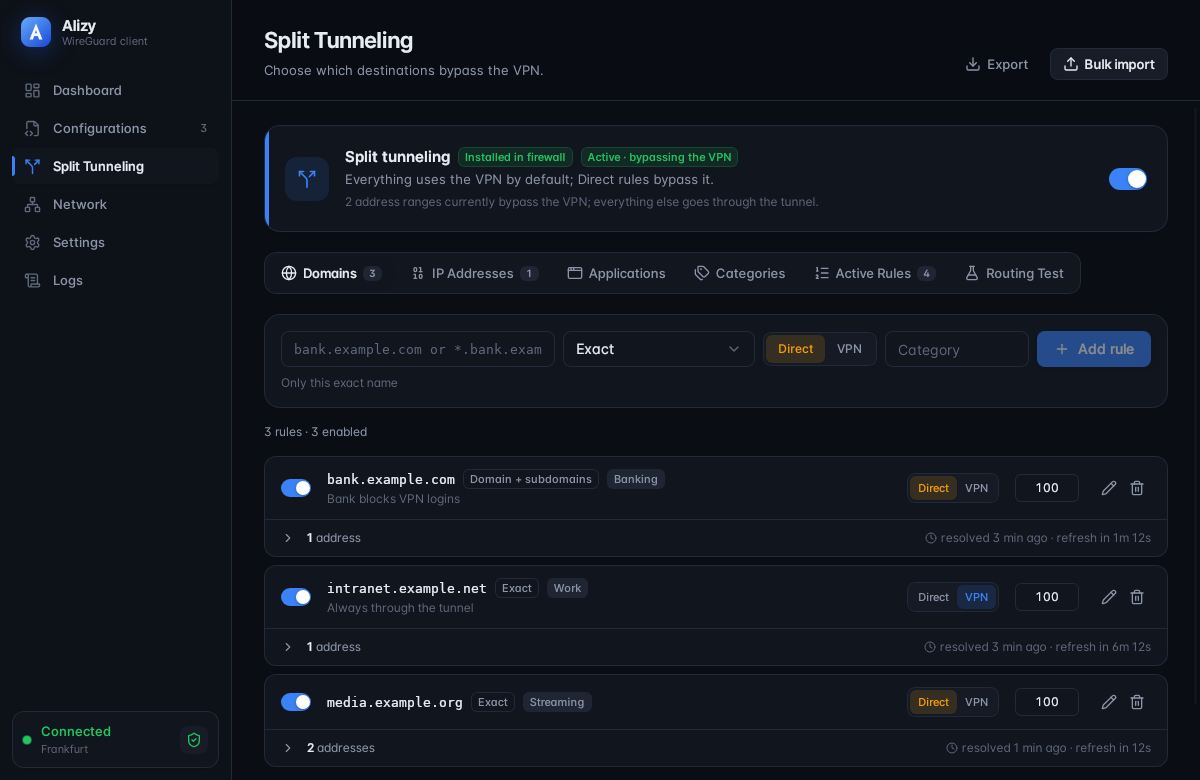 Alizy
WireGuard client
Dashboard
Configurations 3
Split Tunneling
Network
Settings
Logs
Connected
Frankfurt
Split Tunneling
Choose which destinations bypass the VPN.
Export
Bulk import
Split tunneling Installed in firewall Active · bypassing the VPN
Everything uses the VPN by default; Direct rules bypass it.
2 address ranges currently bypass the VPN; everything else goes through the tunnel.
Domains 3 IP Addresses 1 Applications Categories Active Rules 4 Routing Test
bank.example.com or *.bank.exam Exact Direct VPN Category + Add rule
Only this exact name
3 rules · 3 enabled
bank.example.com Domain + subdomains Banking Direct VPN 100
Bank blocks VPN logins
1 address resolved 3 min ago · refresh in 1m 12s
intranet.example.net Exact Work Direct VPN 100
Always through the tunnel
1 address resolved 3 min ago · refresh in 6m 12s
media.example.org Exact Streaming Direct VPN 100
2 addresses resolved 1 min ago · refresh in 12s